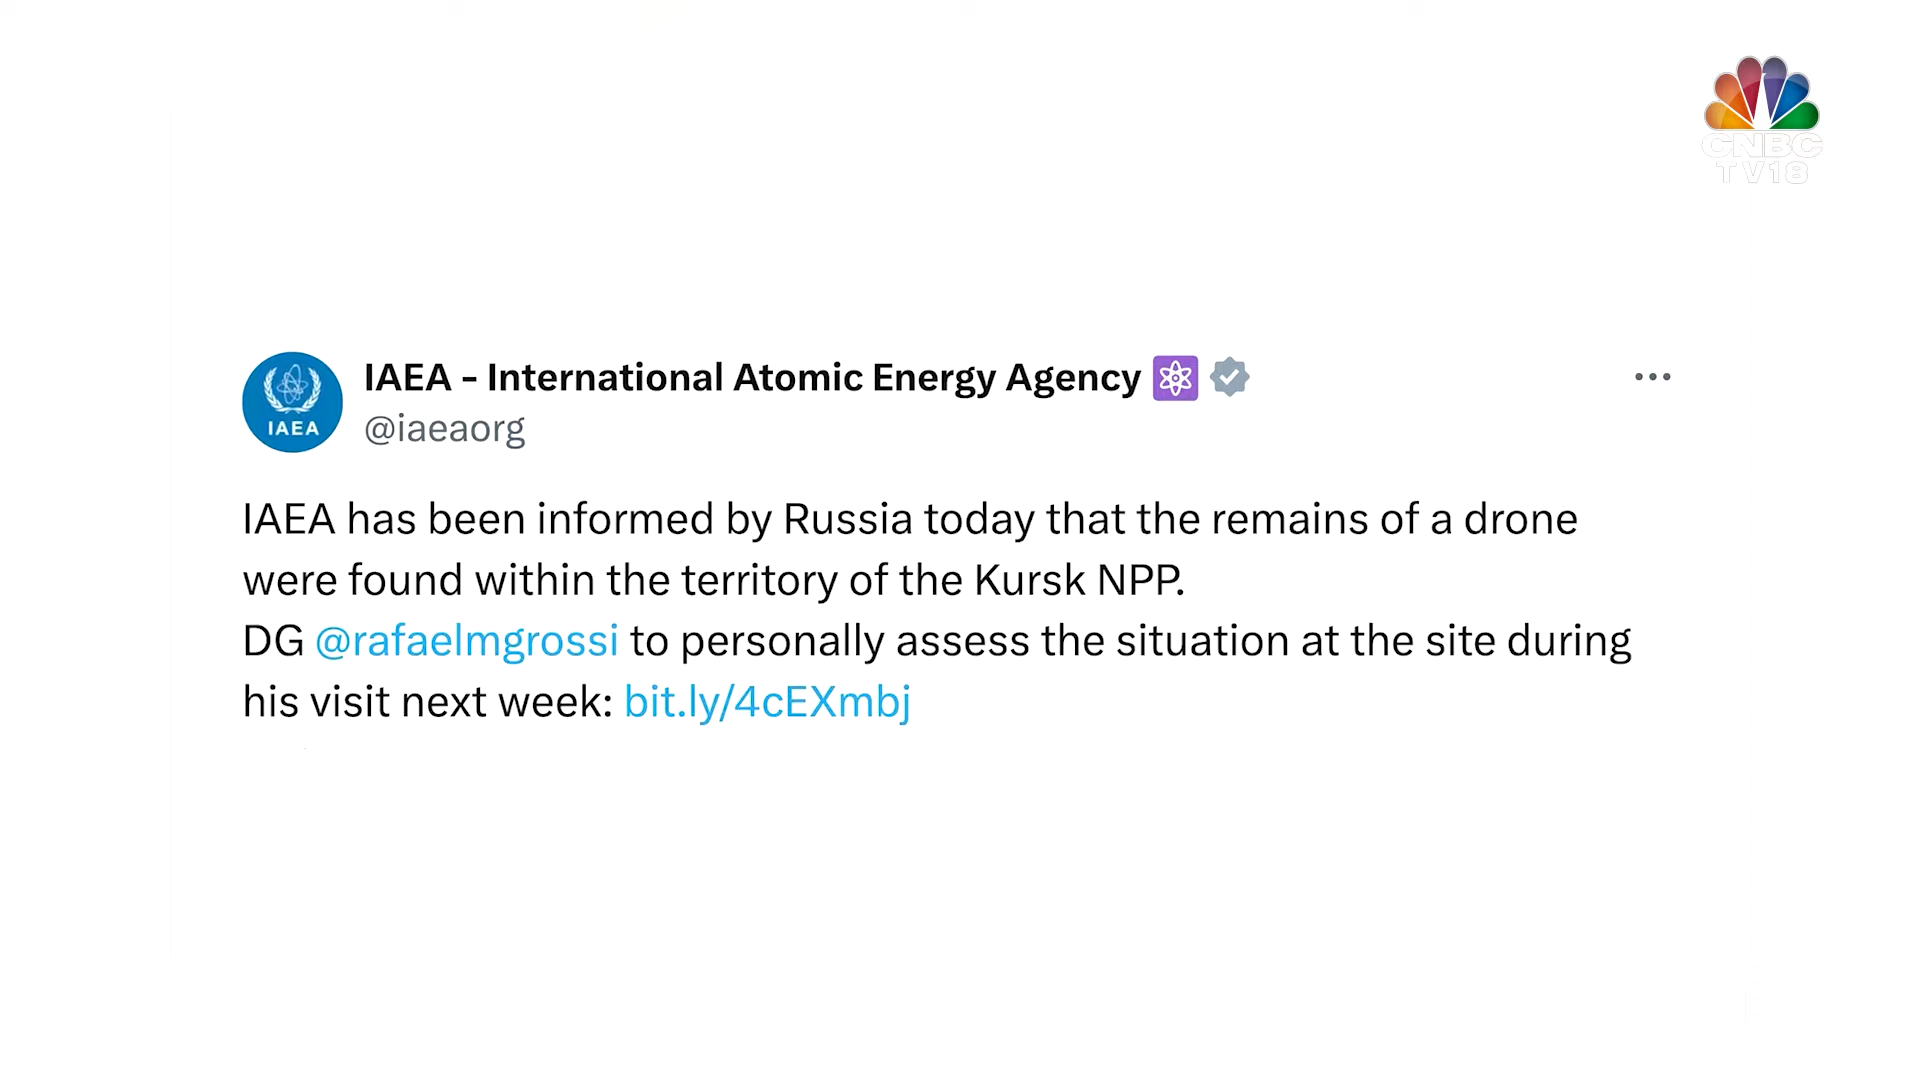 CNBC
TV18
IAEA - International Atomic Energy Agency
IAEA
@iaeaorg
IAEA has been informed by Russia today that the remains of a drone
were found within the territory of the Kursk NPP.
DG @rafaelmgrossi to personally assess the situation at the site during
his visit next week: bit.ly/4cEXmbj